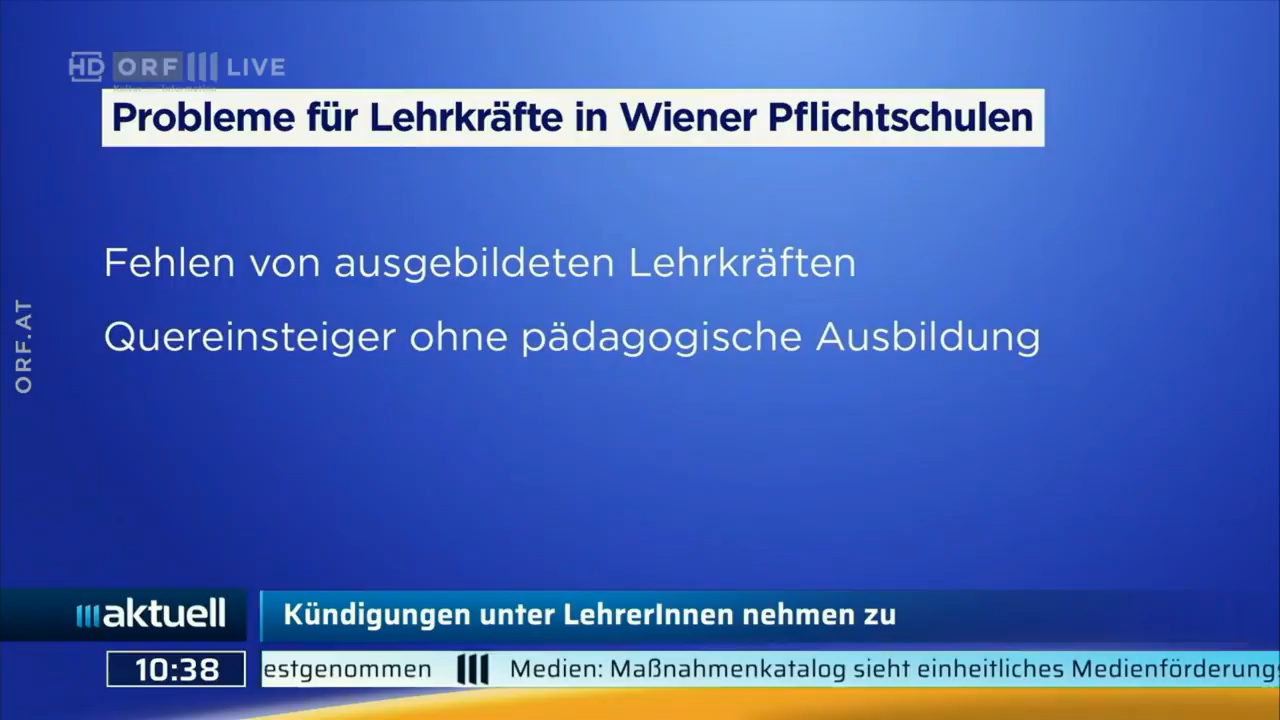 HD ORF III LIVE
Probleme für Lehrkräfte in Wiener Pflichtschulen
Fehlen von ausgebildeten Lehrkräften
Quereinsteiger ohne pädagogische Ausbildung
ORF.AT
aktuell
Kündigungen unter LehrerInnen nehmen zu
10:38
estgenommen III Medien: Maßnahmenkatalog sieht einheitliches Medienförderungs